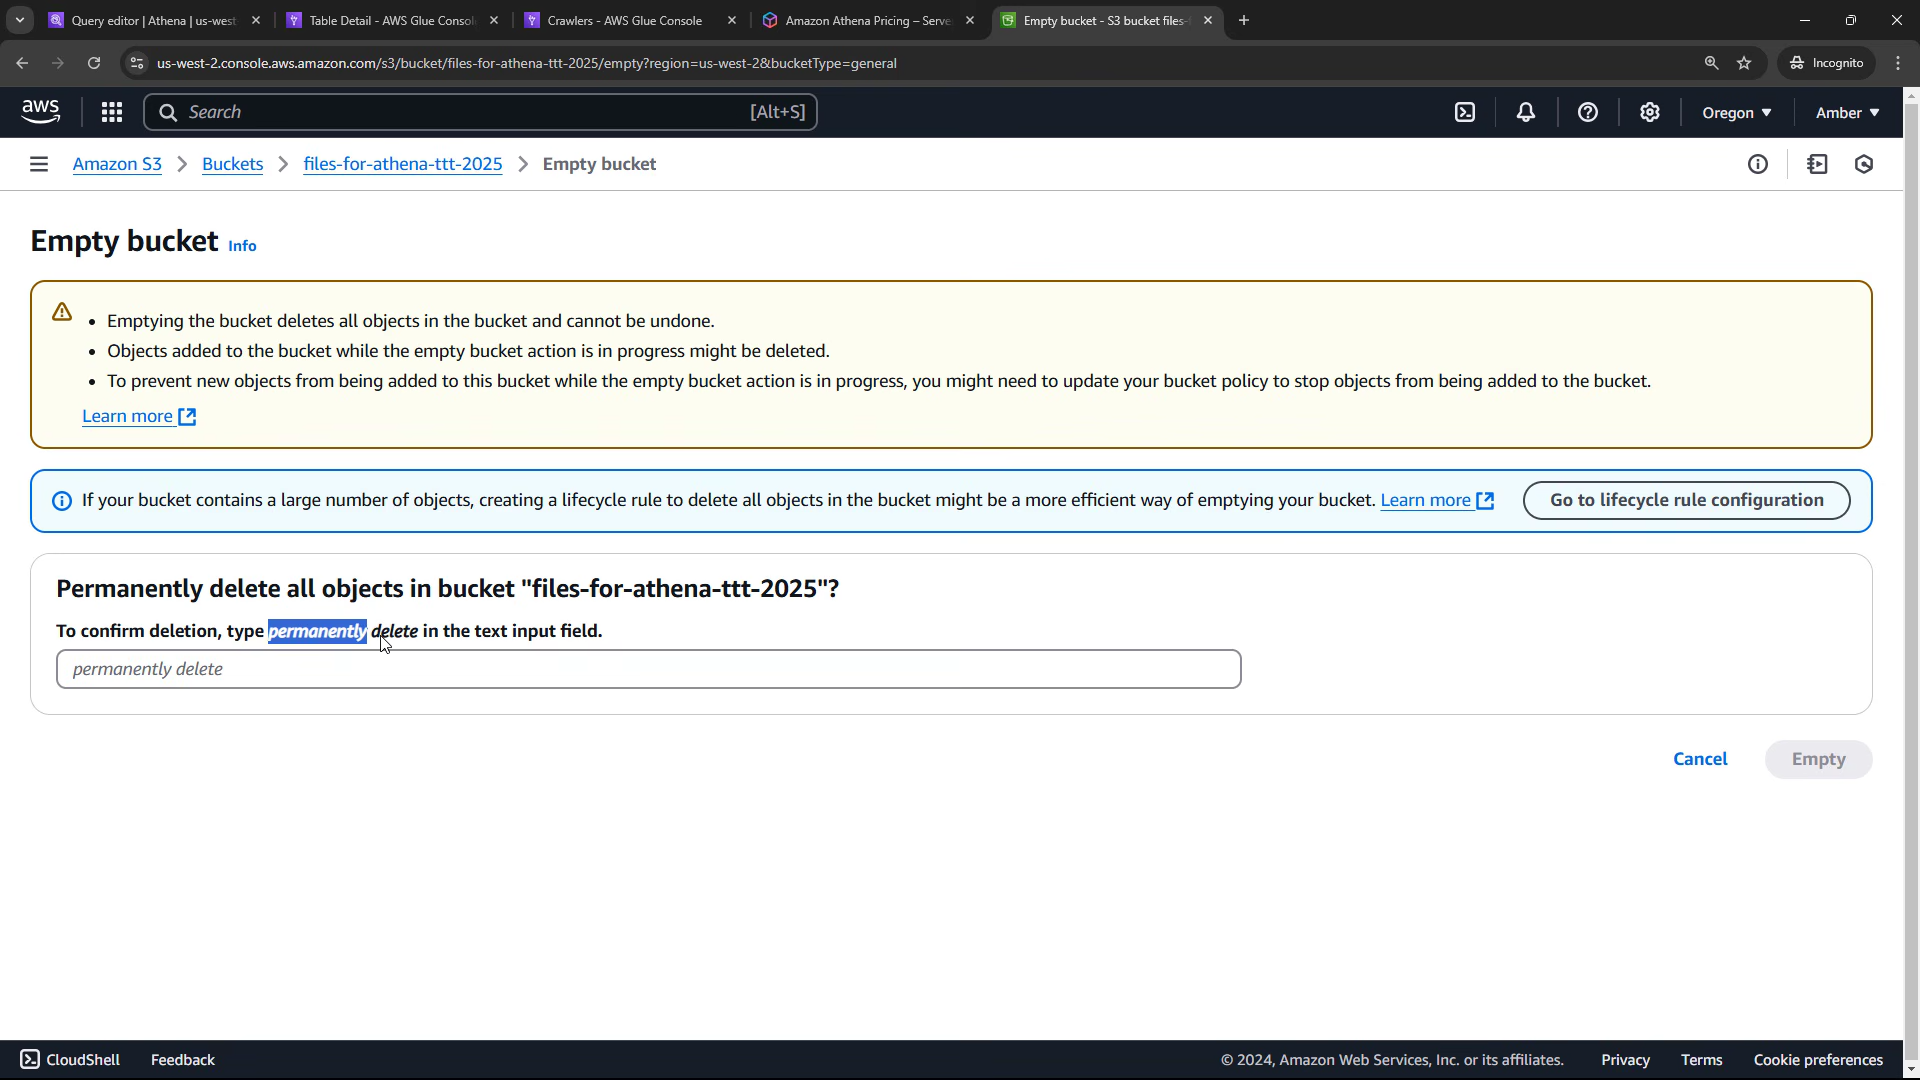 Query editor | Athena | us-west
Table Detail - AWS Glue Consol
Crawlers - AWS Glue Console
Amazon Athena Pricing – Serve
Empty bucket - S3 bucket files-f
us-west-2.console.aws.amazon.com/s3/bucket/files-for-athena-ttt-2025/empty?region=us-west-2&bucketType=general
Incognito
aws
Search
[Alt+S]
Oregon
Amber
Amazon S3
Buckets
files-for-athena-ttt-2025
Empty bucket
Empty bucket Info
Emptying the bucket deletes all objects in the bucket and cannot be undone.
Objects added to the bucket while the empty bucket action is in progress might be deleted.
To prevent new objects from being added to this bucket while the empty bucket action is in progress, you might need to update your bucket policy to stop objects from being added to the bucket.
Learn more
If your bucket contains a large number of objects, creating a lifecycle rule to delete all objects in the bucket might be a more efficient way of emptying your bucket. Learn more
Go to lifecycle rule configuration
Permanently delete all objects in bucket "files-for-athena-ttt-2025"?
To confirm deletion, type permanently delete in the text input field.
permanently delete
Cancel
Empty
CloudShell
Feedback
© 2024, Amazon Web Services, Inc. or its affiliates.
Privacy
Terms
Cookie preferences